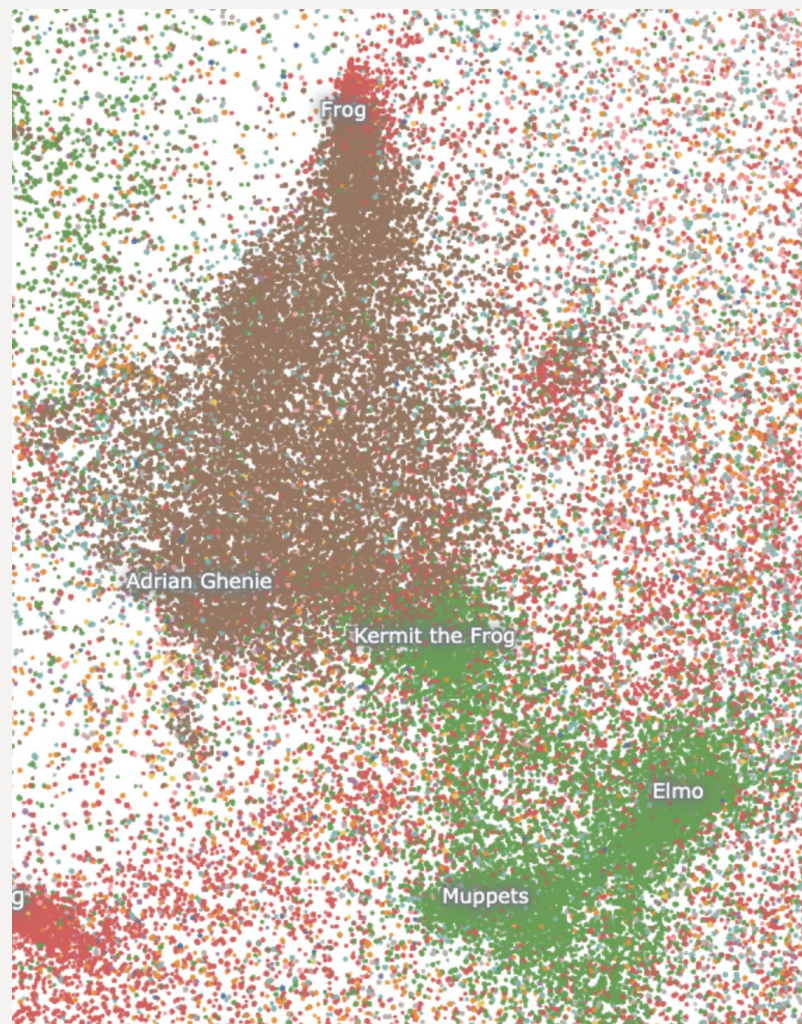 Frog
Adrian Ghenie
Kermit the Frog
Elmo
Muppets
g